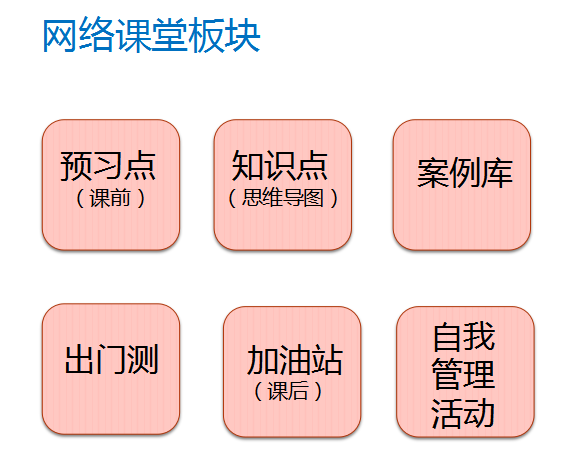 网络课堂板块
预习点
（课前）
知识点
（思维导图）
案例库
出门测
加油站
（课后）
自我
管理
活动